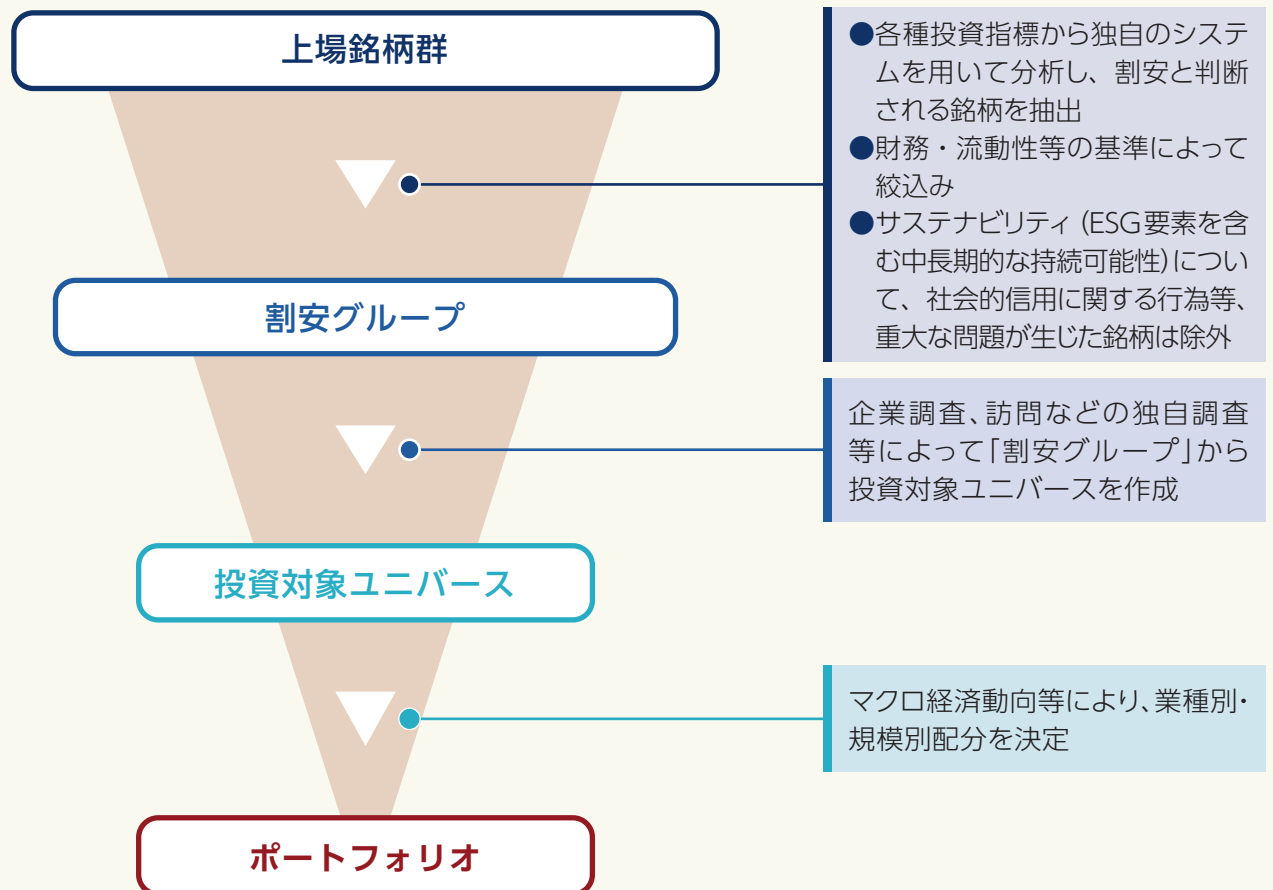 上場銘柄群
●各種投資指標から独自のシステ
ムを用いて分析し、割安と判断
される銘柄を抽出
●財務・流動性等の基準によって
絞込み
●サステナビリティ(ESG要素を含
む中長期的な持続可能性)につい
て、社会的信用に関する行為等、
重大な問題が生じた銘柄は除外
割安グループ
企業調査、訪問などの独自調査
等によって「割安グループ」から
投資対象ユニバースを作成
投資対象ユニバース
マクロ経済動向等により、業種別・
規模別配分を決定
ポートフォリオ